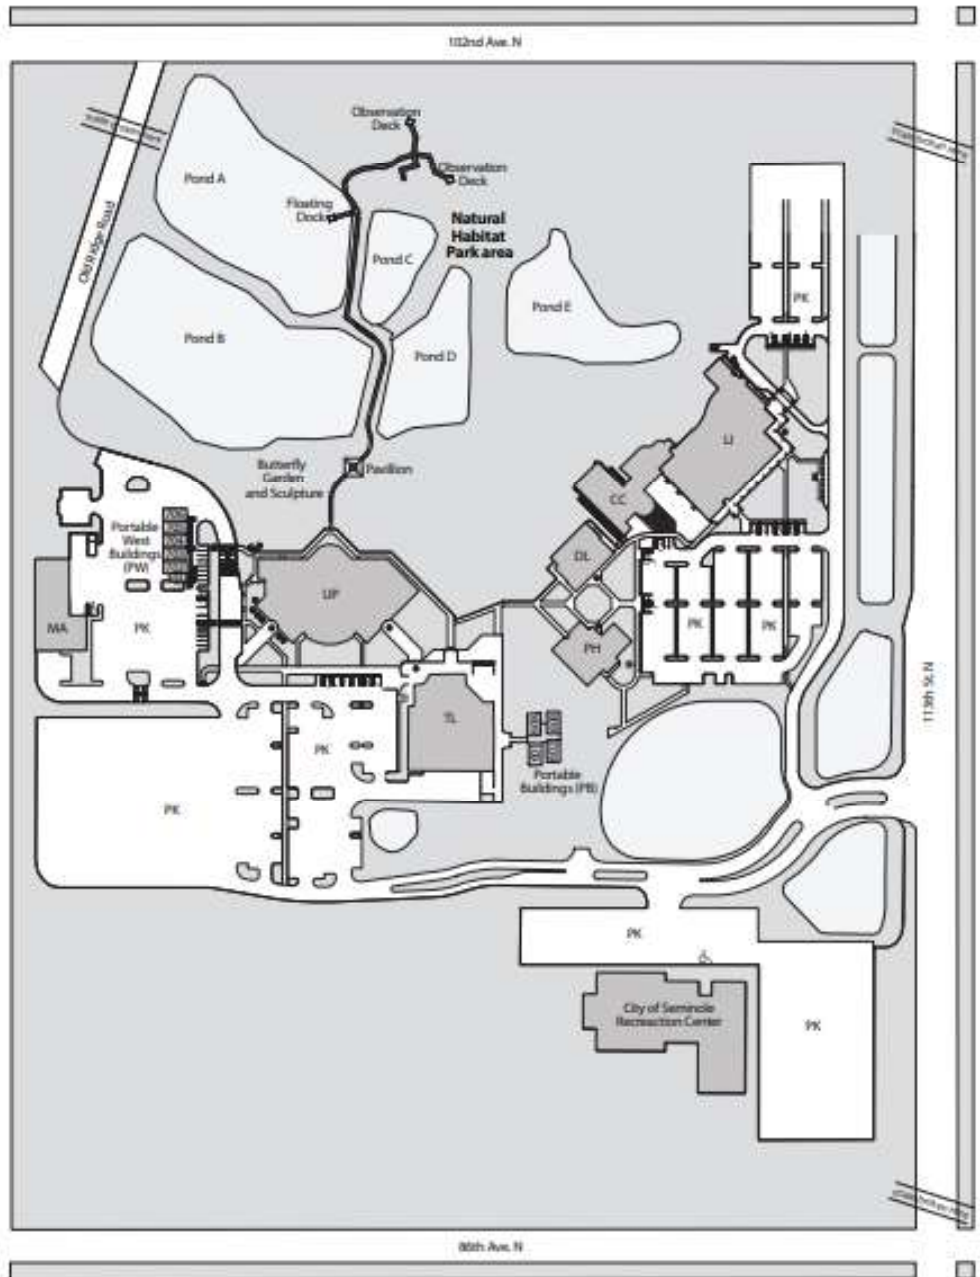 102nd Ave. N
Observation
Deck
Observation
Deck
Pond A
Floating
Dock
Natural
Habitat
Park area
Old Ridge Road
Pond C
Pond E
PK
Pond B
Pond D
LI
Butterfly
Garden
and Sculpture
Pavilion
CC
Portable
West
Buildings
(PW)
DL
UP
MA
PK
PK
PK
PH
113th St. N
TL
PK
Portable
Buildings (PB)
PK
PK
City of Seminole
Recreaction Center
PK
86th Ave. N